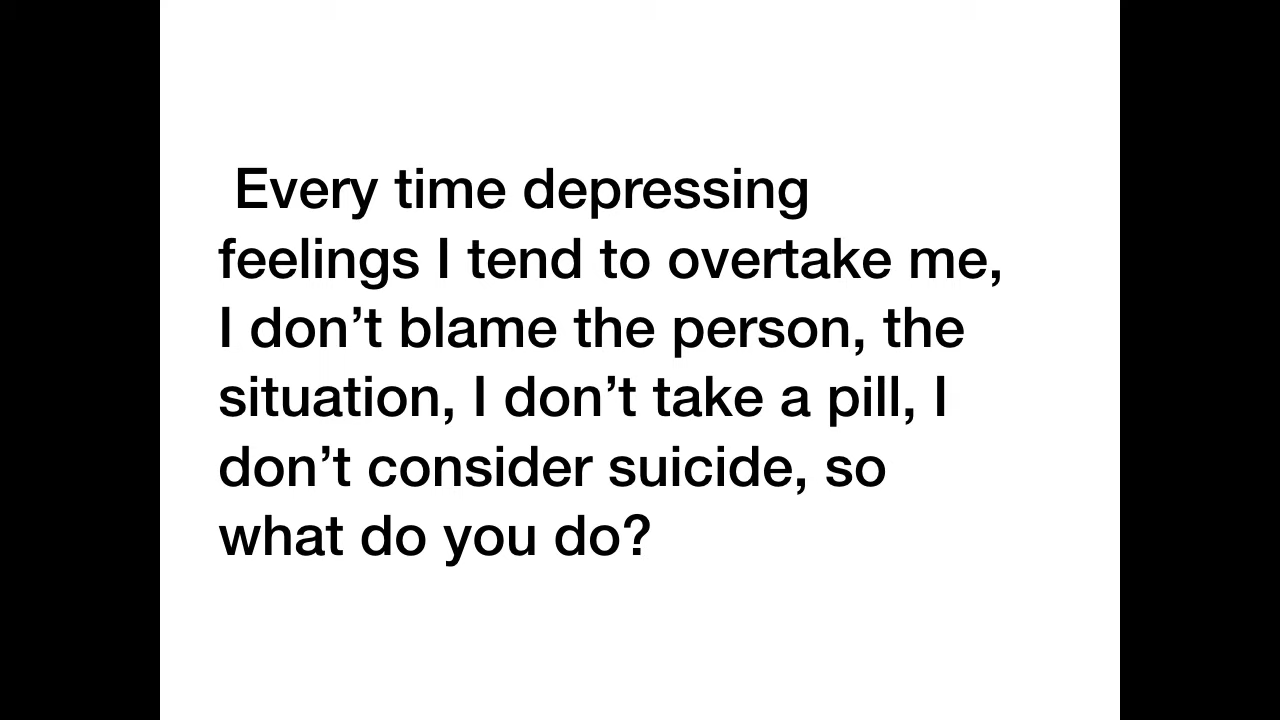 Every time depressing
feelings I tend to overtake me,
I don’t blame the person, the
situation, I don’t take a pill, I
don’t consider suicide, so
what do you do?